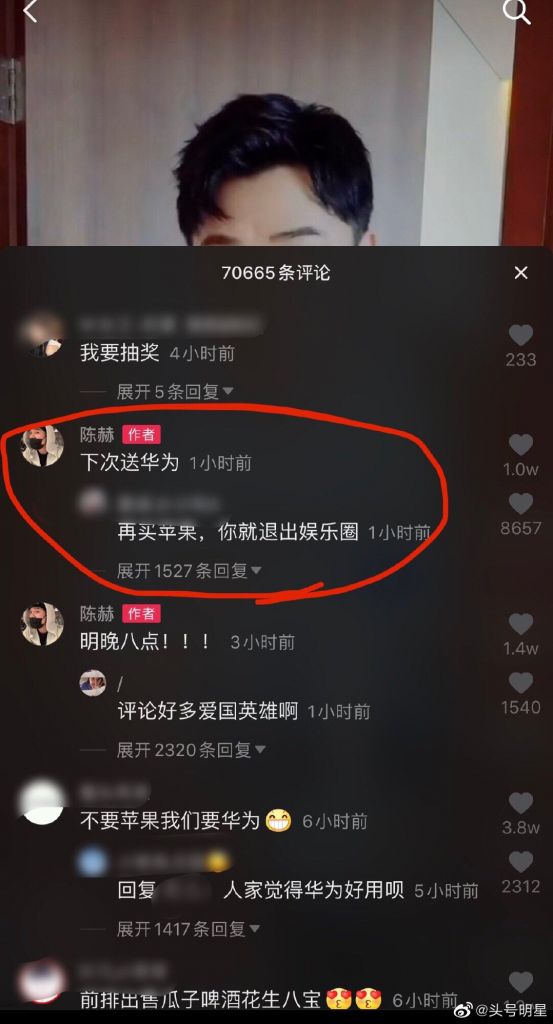 70665条评论
我要抽奖 4小时前
233
展开5条回复
陈赫 作者
下次送华为 1小时前
1.0w
再买苹果，你就退出娱乐圈 1小时前
8657
展开1527条回复
陈赫 作者
明晚八点！！！ 3小时前
1.4w
/
评论好多爱国英雄啊 1小时前
1540
展开2320条回复
不要苹果我们要华为😁 6小时前
3.8w
回复 人家觉得华为好用呗 5小时前
2312
展开1417条回复
前排出售瓜子啤酒花生八宝😍😍 6小时前
@头号明星